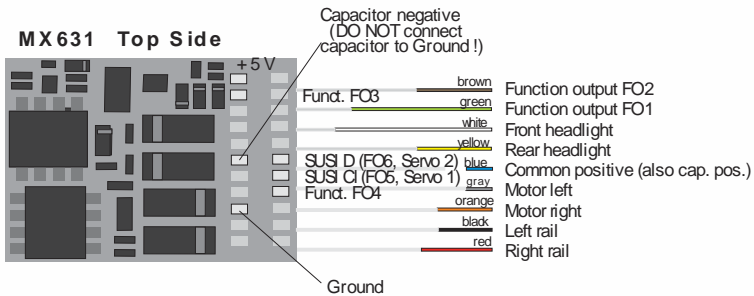 Capacitor negative
(DO NOT connect
capacitor to Ground !)
MX631 Top Side
+5V
Funct. FO3
brown Function output FO2
green Function output FO1
white Front headlight
yellow Rear headlight
SUSI D (FO6, Servo 2) blue Common positive (also cap. pos.)
SUSI Cl (FO5, Servo 1) gray Motor left
Funct. FO4
orange Motor right
black Left rail
red Right rail
Ground